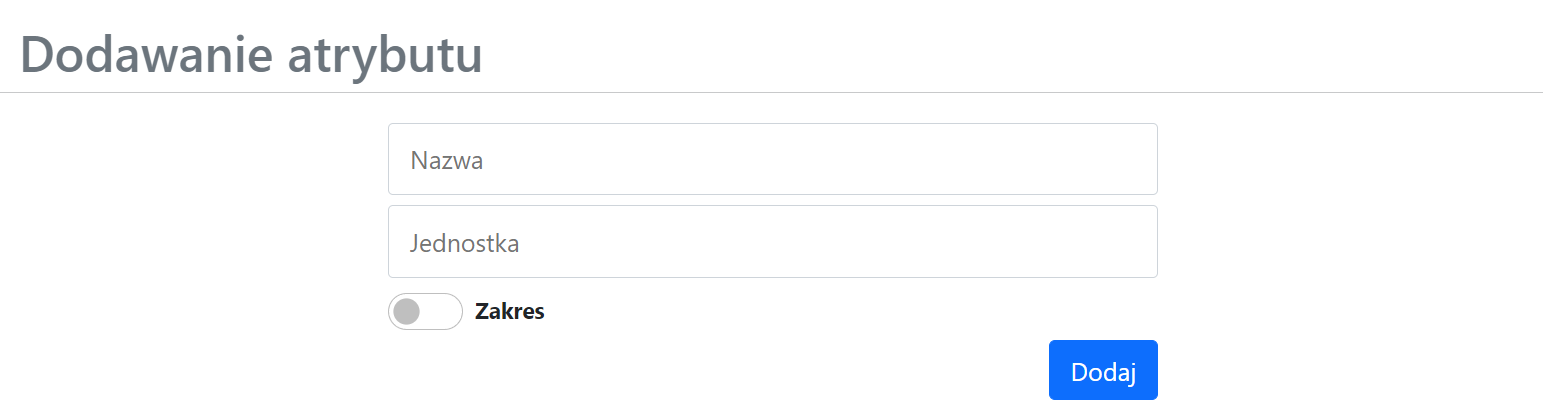 Dodawanie atrybutu
Nazwa
Jednostka
Zakres
Dodaj